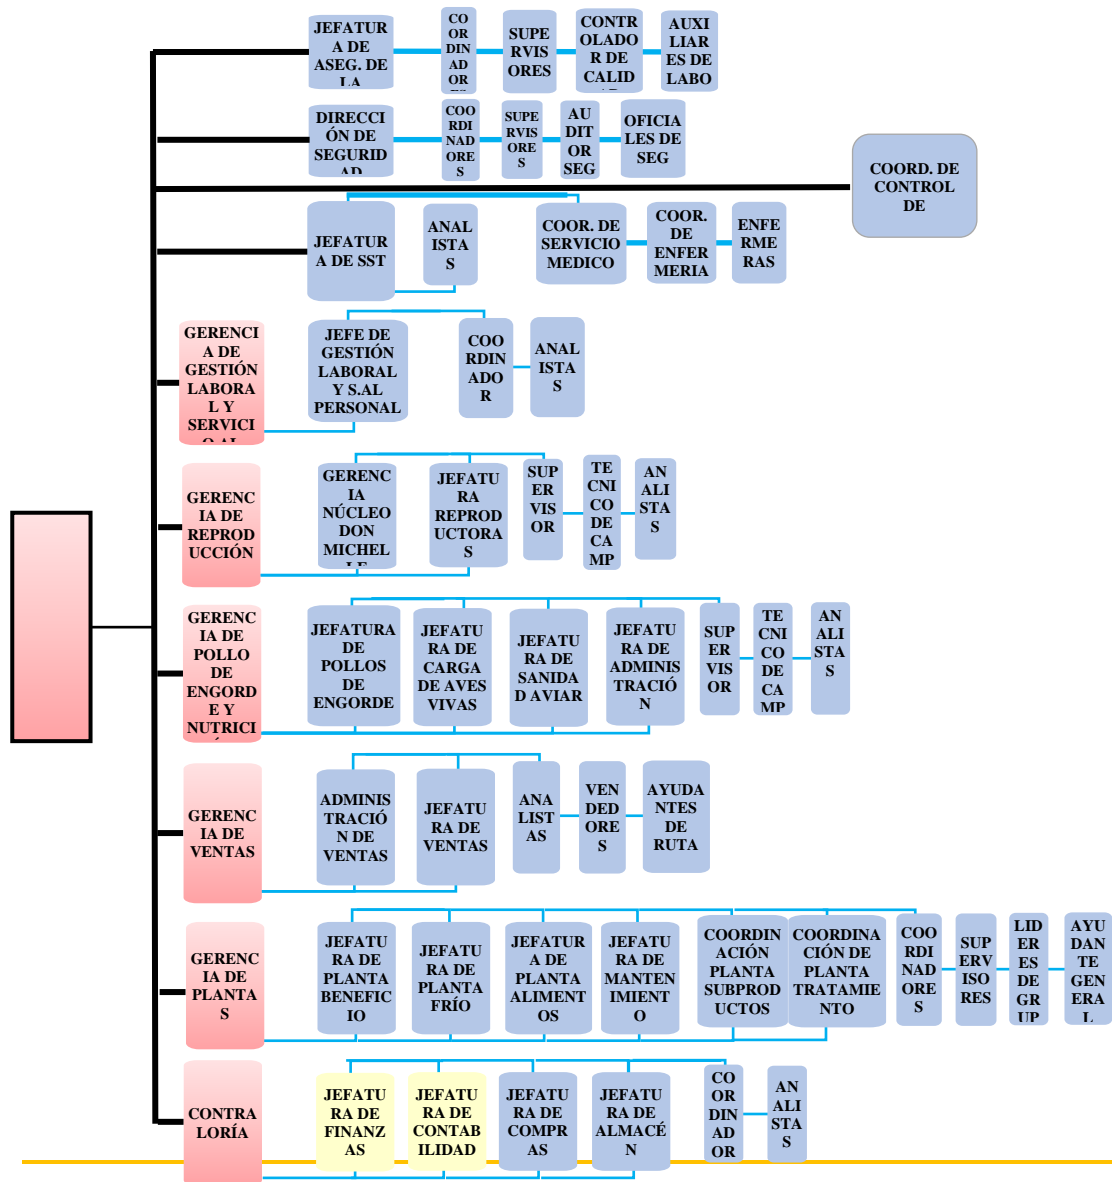 JEFATUR
A DE
ASEG. DE
LA
CO
OR
DIN
AD
OR
ES
SUPE
RVIS
ORES
CONTR
OLADO
R DE
CALID
AD
AUX
ILIAR
ES DE
LABO
DIRECCI
ÓN DE
SEGURID
AD
COO
RDI
NAD
ORE
S
SUPE
RVIS
ORE
S
AU
DIT
OR
SEG
OFICIA
LES DE
SEG
COORD. DE
CONTROL
DE
JEFATUR
A DE SST
ANAL
ISTA
S
COOR. DE
SERVICIO
MEDICO
COOR.
DE
ENFER
MERIA
ENFE
RME
RAS
GERENCI
A DE
GESTIÓN
LABORA
L Y
SERVICI
O AL
JEFE DE
GESTIÓN
LABORAL
Y S.AL
PERSONAL
COO
RDIN
ADO
R
ANAL
ISTA
S
GEREN
CIA DE
REPROD
UCCIÓN
GERENC
IA
NÚCLEO
DON
MICHEL
LE
JEFATU
RA
REPROD
UCTORA
S
SUP
ER
VIS
OR
TE
CNI
CO
DE
CA
MP
AN
ALI
STA
S
GEREN
CIA DE
POLLO
DE
ENGORD
E Y
NUTRICI
JEFATURA
DE
POLLOS
DE
ENGORDE
JEFATU
RA DE
CARGA
DE AVES
VIVAS
JEFATU
RA DE
SANIDA
D AVIAR
JEFATU
RA DE
ADMINIS
TRACIÓ
N
SUP
ER
VIS
OR
TE
CNI
CO
DE
CA
MP
AN
ALI
STA
S
GERENC
IA DE
VENTAS
ADMINIS
TRACIÓ
N DE
VENTAS
JEFATU
RA DE
VENTAS
ANA
LIST
AS
VEN
DED
ORE
S
AYUDA
NTES
DE
RUTA
GERENC
IA DE
PLANTA
S
JEFATU
RA DE
PLANTA
BENEFIC
IO
JEFATU
RA DE
PLANTA
FRÍO
JEFATUR
A DE
PLANTA
ALIMENT
OS
JEFATU
RA DE
MANTEN
IMIENT
O
COORDIN
ACIÓN
PLANTA
SUBPROD
UCTOS
COORDINA
CIÓN DE
PLANTA
TRATAMIE
NTO
COO
RDI
NAD
ORE
S
SUP
ERV
ISO
RES
LID
ER
ES
DE
GR
UP
AYU
DAN
TE
GEN
ERA
L
CONTRA
LORÍA
JEFATU
RA DE
FINANZ
AS
JEFATU
RA DE
CONTAB
ILIDAD
JEFATU
RA DE
COMPR
AS
JEFATU
RA DE
ALMACÉ
N
CO
OR
DIN
ADO
R
AN
ALI
STA
S